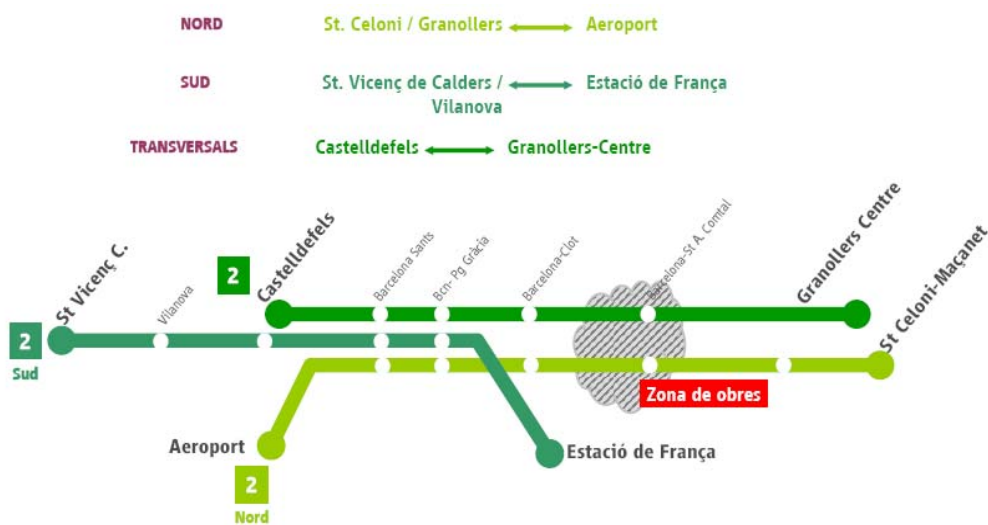 NORD St. Celoni / Granollers Aeroport
SUD St. Vicenç de Calders / Estació de França
Vilanova
TRANSVERSALS Castelldefels Granollers-Centre
St Vicenç C.
Vilanova
Castelldefels
Barcelona Sants
Bcn- Pg Gràcia
Barcelona-Clot
Barcelona-St A. Comtal
Granollers Centre
St Celoni-Maçanet
2
2
Sud
Zona de obres
Aeroport
Estació de França
2
Nord